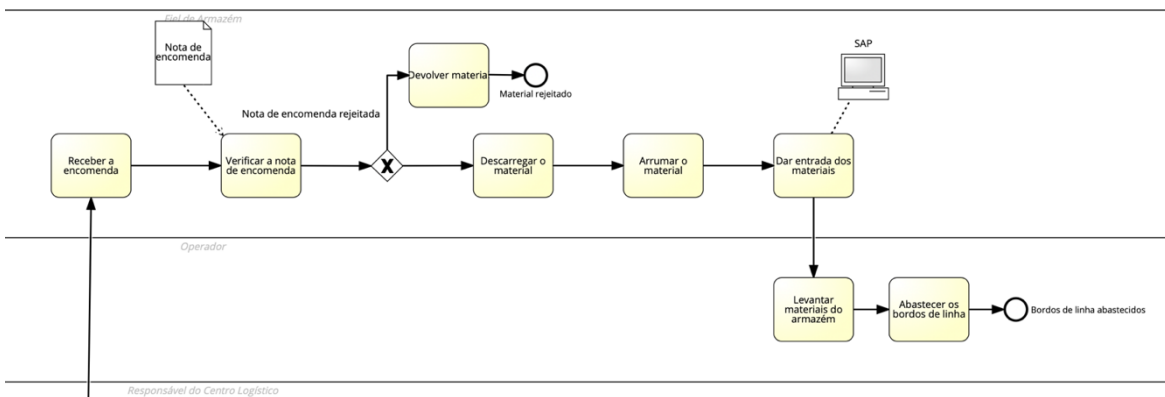 Fiel de Armazém
Nota de
encomenda
SAP
Devolver materia
Material rejeitado
Nota de encomenda rejeitada
Receber a
encomenda
Verificar a nota
de encomenda
X
Descarregar o
material
Arrumar o
material
Dar entrada dos
materiais
Operador
Levantar
materiais do
armazém
Abastecer os
bordos de linha
Bordos de linha abastecidos
Responsável do Centro Logístico